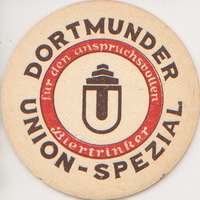 DORTMUNDER
für den anspruchsvollen
U
Biertrinker
UNION-SPEZIAL